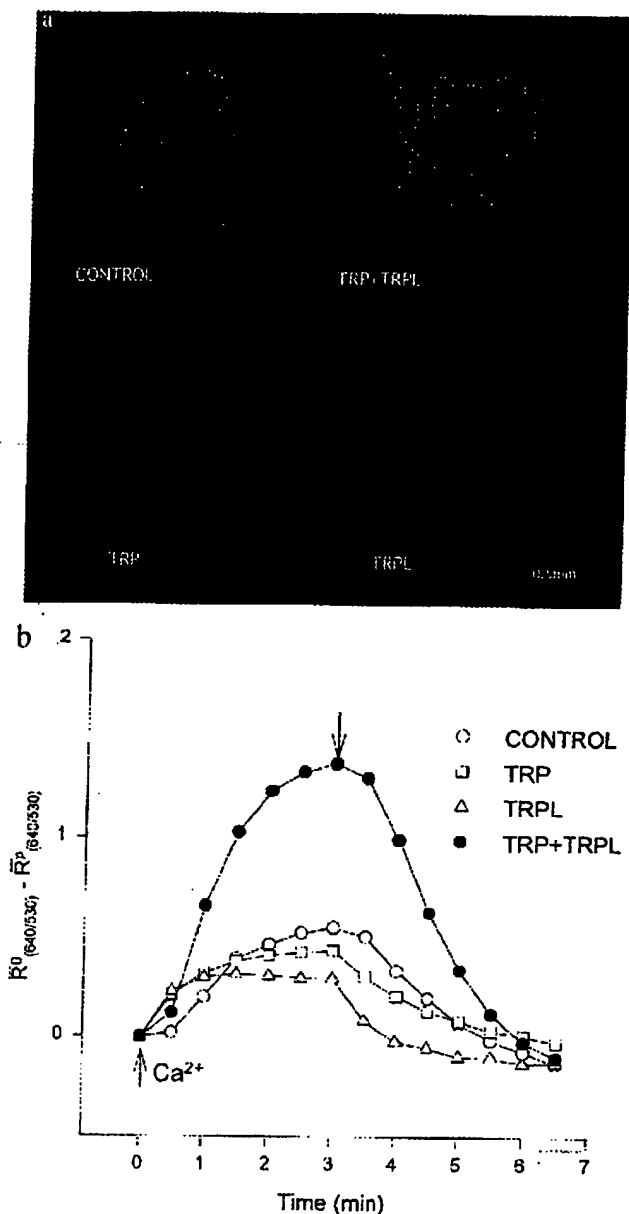 a
CONTROL
TRP+TRPL
TRP
TRPL
b
2
1
0
CONTROL
TRP
TRPL
TRP+TRPL
Ca²⁺
0 1 2 3 4 5 6 7
Time (min)